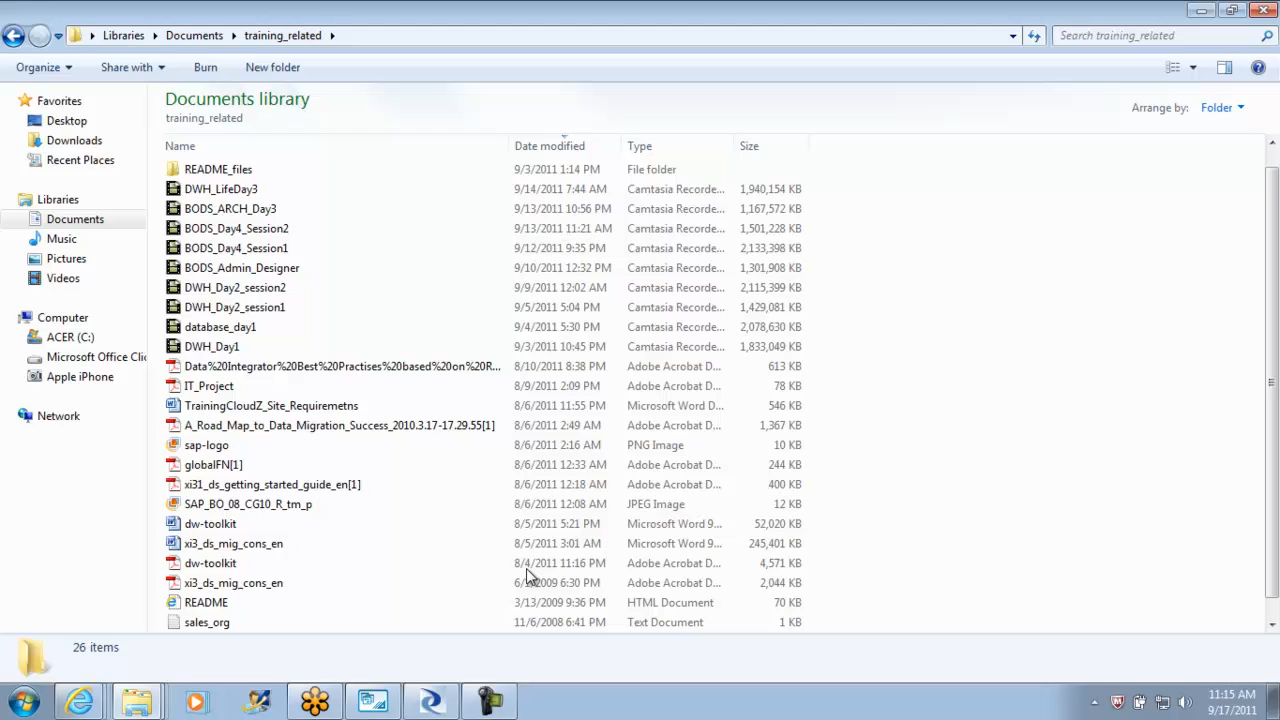 Libraries Documents training_related Search training_related
Organize Share with Burn New folder
Favorites
Desktop
Downloads
Recent Places
Libraries
Documents
Music
Pictures
Videos
Computer
ACER (C:)
Microsoft Office Clic
Apple iPhone
Network
Documents library
training_related
Arrange by: Folder
Name Date modified Type Size
README_files 9/3/2011 1:14 PM File folder
DWH_LifeDay3 9/14/2011 7:44 AM Camtasia Recorde... 1,940,154 KB
BODS_ARCH_Day3 9/13/2011 10:56 PM Camtasia Recorde... 1,167,572 KB
BODS_Day4_Session2 9/13/2011 11:21 AM Camtasia Recorde... 1,501,228 KB
BODS_Day4_Session1 9/12/2011 9:35 PM Camtasia Recorde... 2,133,398 KB
BODS_Admin_Designer 9/10/2011 12:32 PM Camtasia Recorde... 1,301,908 KB
DWH_Day2_session2 9/9/2011 12:02 AM Camtasia Recorde... 2,115,399 KB
DWH_Day2_session1 9/5/2011 5:04 PM Camtasia Recorde... 1,429,081 KB
database_day1 9/4/2011 5:30 PM Camtasia Recorde... 2,078,630 KB
DWH_Day1 9/3/2011 10:45 PM Camtasia Recorde... 1,833,049 KB
Data%20Integrator%20Best%20Practises%20based%20on%20R... 8/10/2011 8:38 PM Adobe Acrobat D... 613 KB
IT_Project 8/9/2011 2:09 PM Adobe Acrobat D... 78 KB
TrainingCloudZ_Site_Requiremetns 8/6/2011 11:55 PM Microsoft Word D... 546 KB
A_Road_Map_to_Data_Migration_Success_2010.3.17-17.29.55[1] 8/6/2011 2:49 AM Adobe Acrobat D... 1,367 KB
sap-logo 8/6/2011 2:16 AM PNG Image 10 KB
globalFN[1] 8/6/2011 12:33 AM Adobe Acrobat D... 244 KB
xi31_ds_getting_started_guide_en[1] 8/6/2011 12:18 AM Adobe Acrobat D... 400 KB
SAP_BO_08_CG10_R_tm_p 8/6/2011 12:08 AM JPEG Image 12 KB
dw-toolkit 8/5/2011 5:21 PM Microsoft Word 9... 52,020 KB
xi3_ds_mig_cons_en 8/5/2011 3:01 AM Microsoft Word 9... 245,401 KB
dw-toolkit 8/4/2011 11:16 PM Adobe Acrobat D... 4,571 KB
xi3_ds_mig_cons_en 6:30 PM Adobe Acrobat D... 2,044 KB
README 3/13/2009 9:36 PM HTML Document 70 KB
sales_org 11/6/2008 6:41 PM Text Document 1 KB
26 items
11:15 AM
9/17/2011